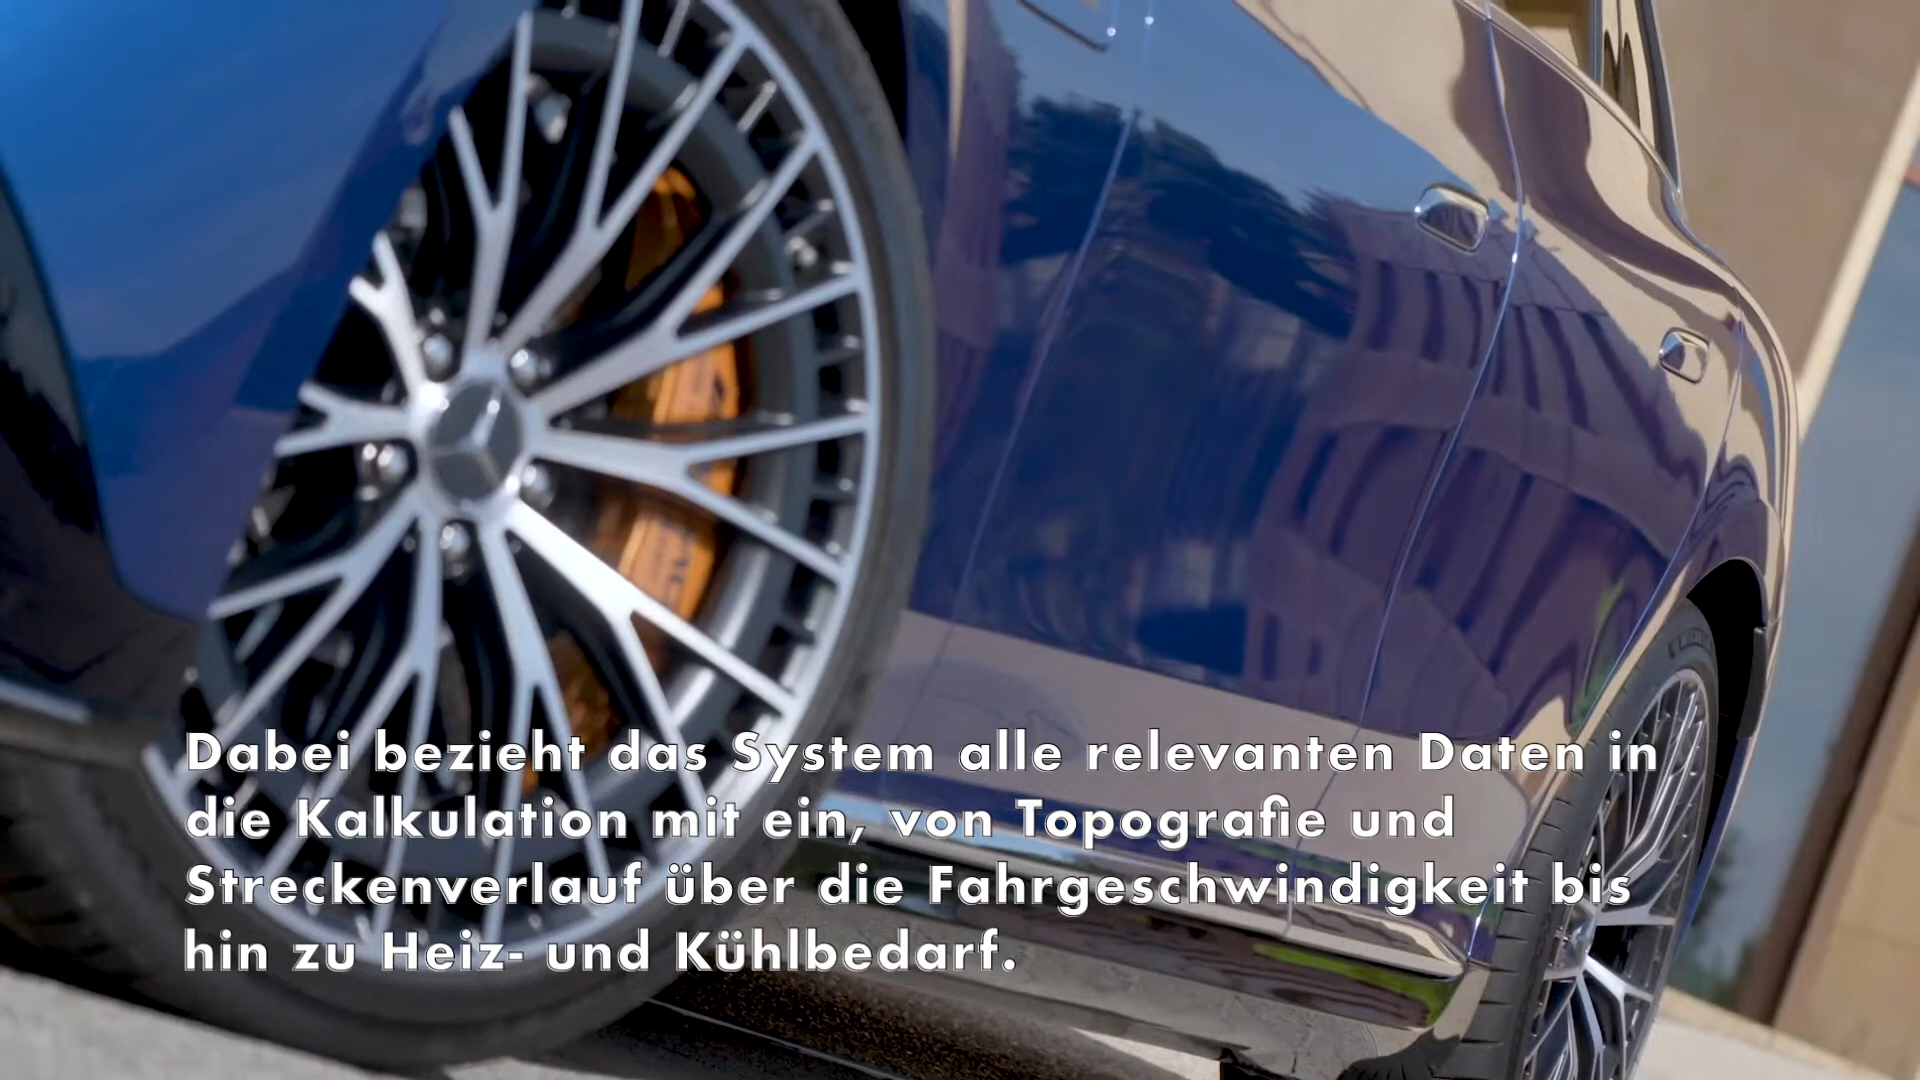 Dabei bezieht das System alle relevanten Daten in
die Kalkulation mit ein, von Topografie und
Streckenverlauf über die Fahrgeschwindigkeit bis
hin zu Heiz- und Kühlbedarf.